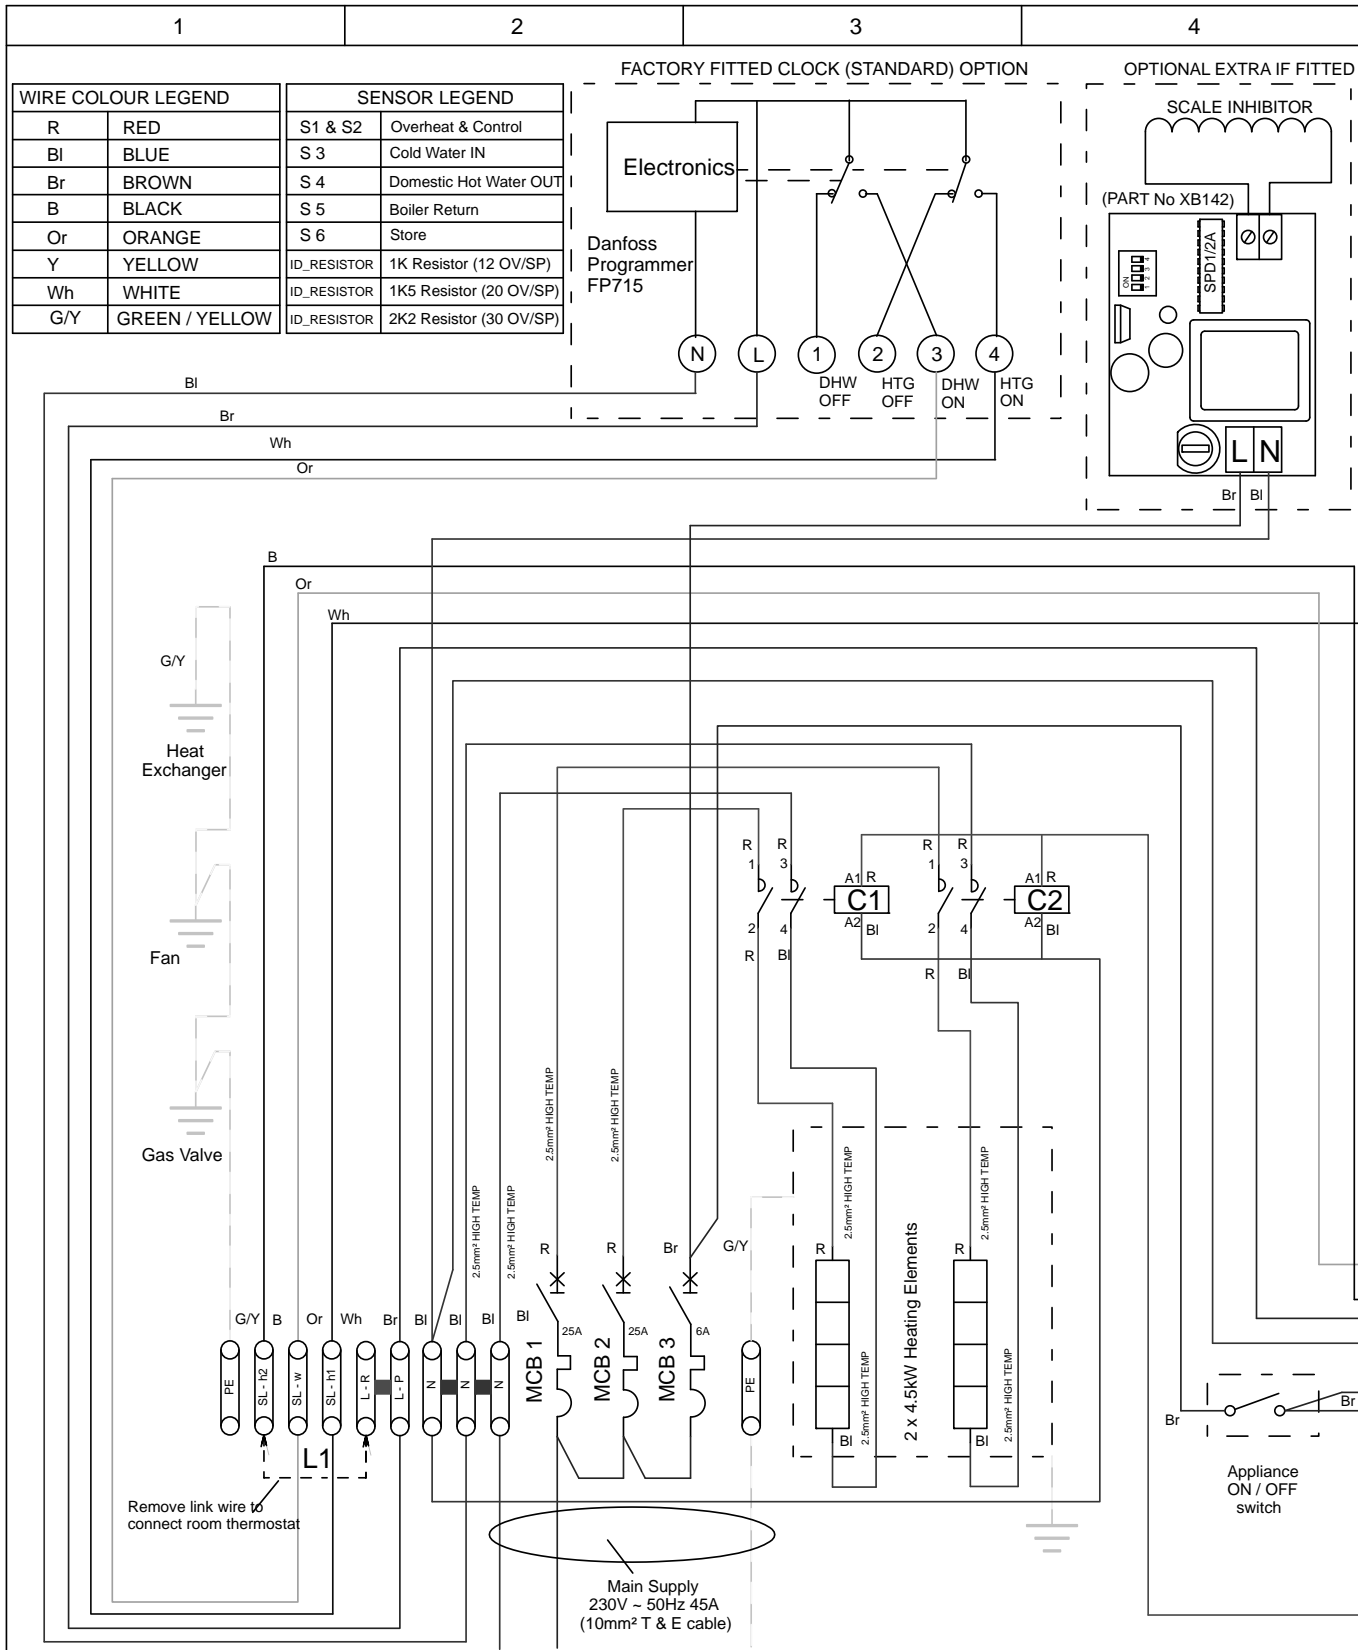 1
2
3
4
WIRE COLOUR LEGEND
R RED
Bl BLUE
Br BROWN
B BLACK
Or ORANGE
Y YELLOW
Wh WHITE
G/Y GREEN / YELLOW
SENSOR LEGEND
S1 & S2 Overheat & Control
S 3 Cold Water IN
S 4 Domestic Hot Water OUT
S 5 Boiler Return
S 6 Store
ID_RESISTOR 1K Resistor (12 OV/SP)
ID_RESISTOR 1K5 Resistor (20 OV/SP)
ID_RESISTOR 2K2 Resistor (30 OV/SP)
FACTORY FITTED CLOCK (STANDARD) OPTION
Electronics
Danfoss
Programmer
FP715
N
L
1
2
3
4
DHW
OFF
HTG
OFF
DHW
ON
HTG
ON
OPTIONAL EXTRA IF FITTED
SCALE INHIBITOR
(PART No XB142)
ON
1 2 3 4
SPD1/2A
L N
Br Bl
Bl
Br
Wh
Or
B
Or
Wh
G/Y
Heat
Exchanger
Fan
Gas Valve
R R
1 3
2 4
R Bl
A1 R
C1
A2 Bl
R R
1 3
2 4
R Bl
A1 R
C2
A2 Bl
2.5mm² HIGH TEMP
2.5mm² HIGH TEMP
2.5mm² HIGH TEMP
2.5mm² HIGH TEMP
R
R
Br
G/Y
G/Y
B
Or
Wh
Br
Bl
Bl
Bl
Bl
PE
SL - h2
SL - w
SL - h1
L - R
L - P
N
N
N
MCB 1
25A
MCB 2
25A
MCB 3
6A
PE
2.5mm² HIGH TEMP
R
2.5mm² HIGH TEMP
Bl
2 x 4.5kW Heating Elements
2.5mm² HIGH TEMP
R
2.5mm² HIGH TEMP
Bl
Br
Br
Appliance
ON / OFF
switch
L1
Remove link wire to
connect room thermostat
Main Supply
230V ~ 50Hz 45A
(10mm² T & E cable)